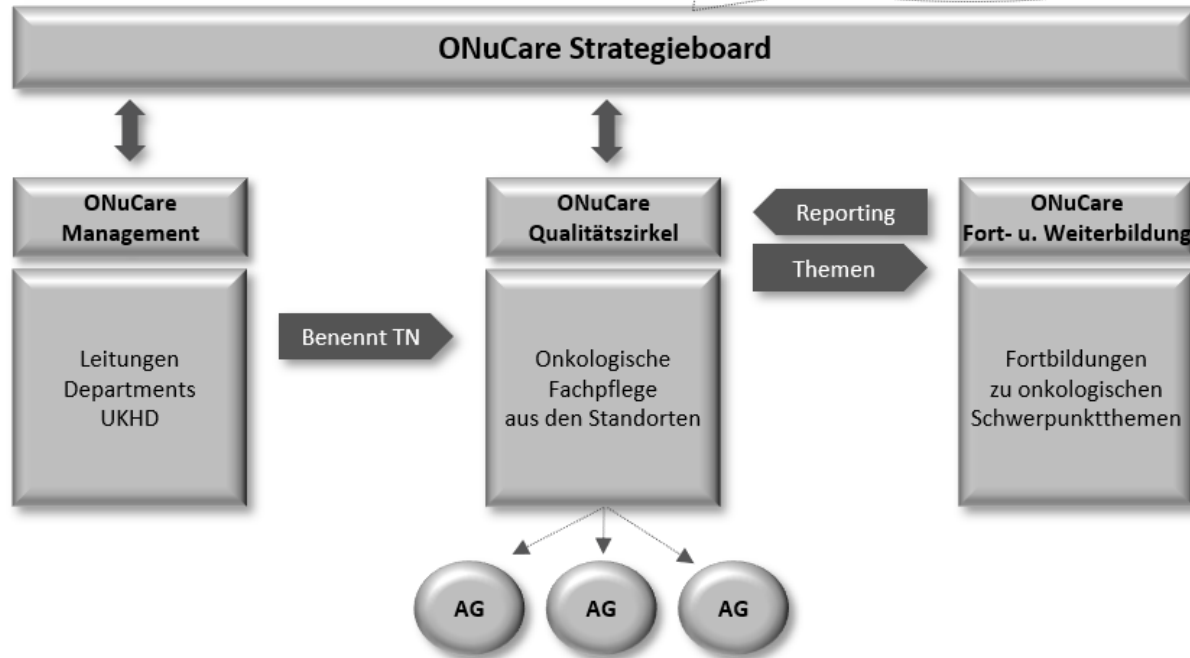 ONuCare Strategieboard
ONuCare
Management
ONuCare
Qualitätszirkel
Reporting
Themen
ONuCare
Fort- u. Weiterbildung
Leitungen
Departments
UKHD
Benennt TN
Onkologische
Fachpflege
aus den Standorten
Fortbildungen
zu onkologischen
Schwerpunktthemen
AG
AG
AG